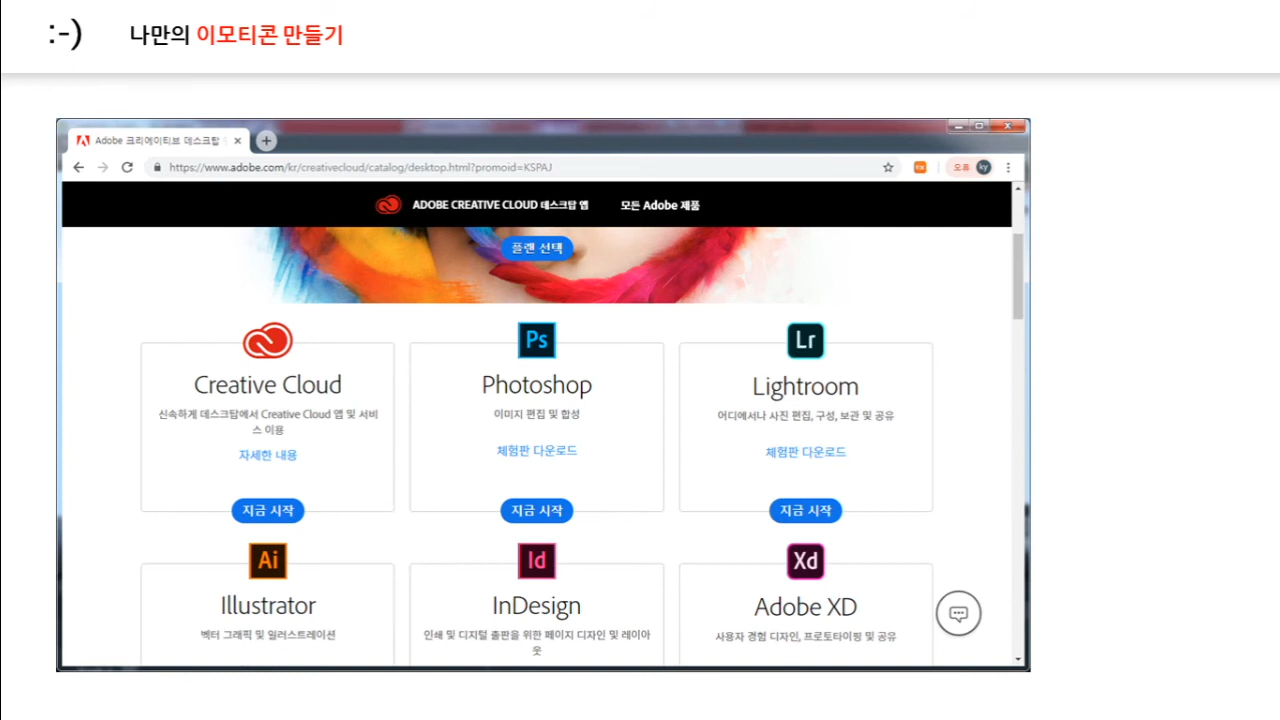 :-) 나만의 이모티콘 만들기
Adobe 크리에이티브 데스크탑
https://www.adobe.com/kr/creativecloud/catalog/desktop.html?promoid=KSPAJ
오류 ky
ADOBE CREATIVE CLOUD 데스크탑 앱 모든 Adobe 제품
플랜 선택
Creative Cloud
신속하게 데스크탑에서 Creative Cloud 앱 및 서비
스 이용
자세한 내용
지금 시작
Ps
Photoshop
이미지 편집 및 합성
체험판 다운로드
지금 시작
Lr
Lightroom
어디에서나 사진 편집, 구성, 보관 및 공유
체험판 다운로드
지금 시작
Ai
Illustrator
벡터 그래픽 및 일러스트레이션
Id
InDesign
인쇄 및 디지털 출판을 위한 페이지 디자인 및 레이아
웃
Xd
Adobe XD
사용자 경험 디자인, 프로토타이핑 및 공유